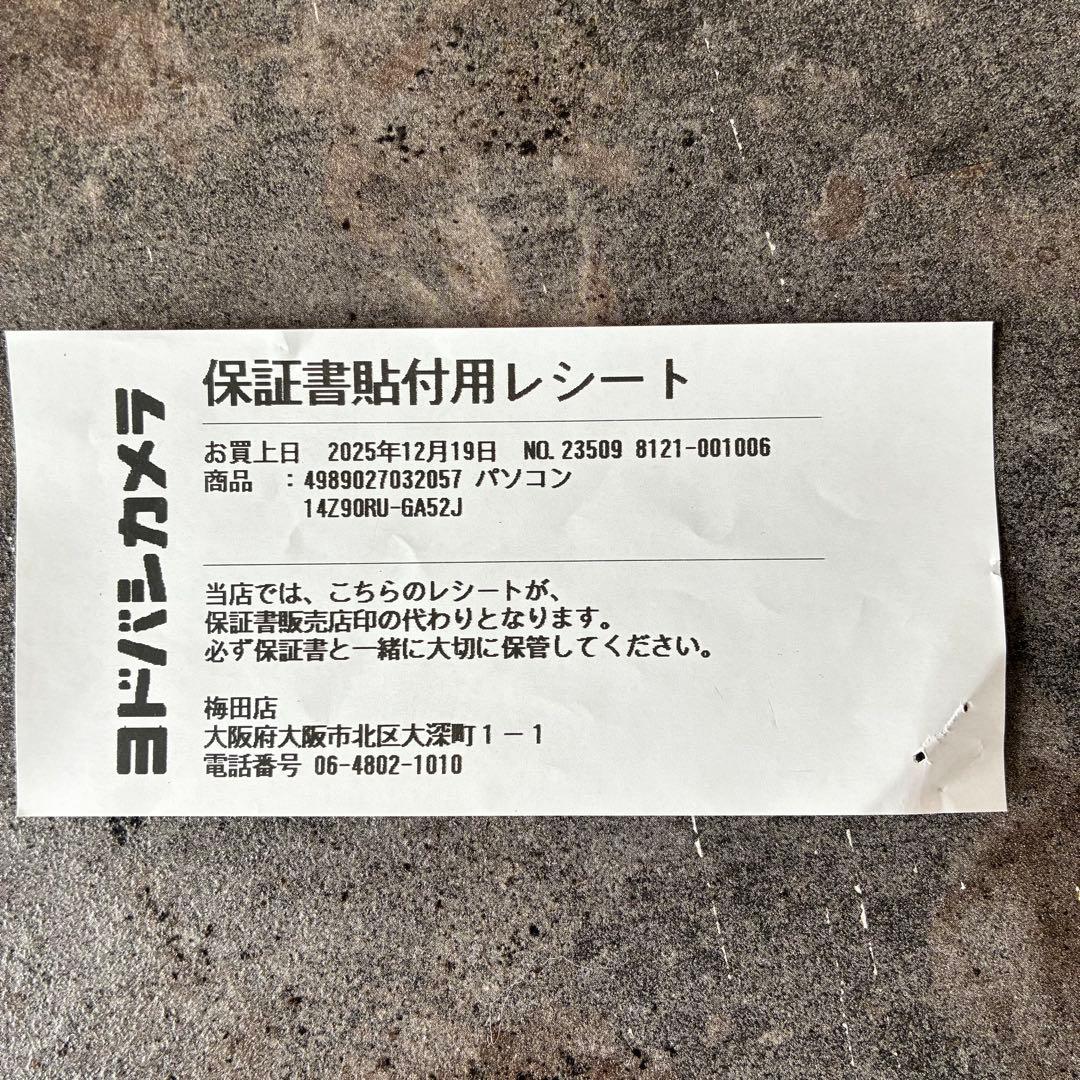 ヨドバシカメラ
保証書貼付用レシート
お買上日 2025年12月19日 NO.23509 8121-001006
商品 :4989027032057 パソコン
14Z90RU-GA52J
当店では、こちらのレシートが、
保証書販売店印の代わりとなります。
必ず保証書と一緒に大切に保管してください。
梅田店
大阪府大阪市北区大深町1－1
電話番号 06-4802-1010